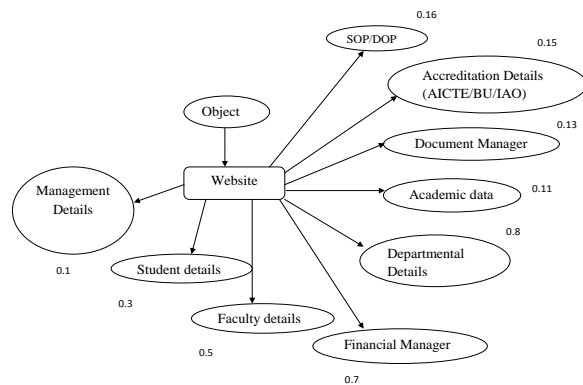 0.16
SOP/DOP
0.15
Accreditation Details
(AICTE/BU/IAO)
Object
0.13
Document Manager
Website
Management
Details
Academic data
0.11
0.8
Departmental
Details
0.1
Student details
0.3
Faculty details
0.5
Financial Manager
0.7